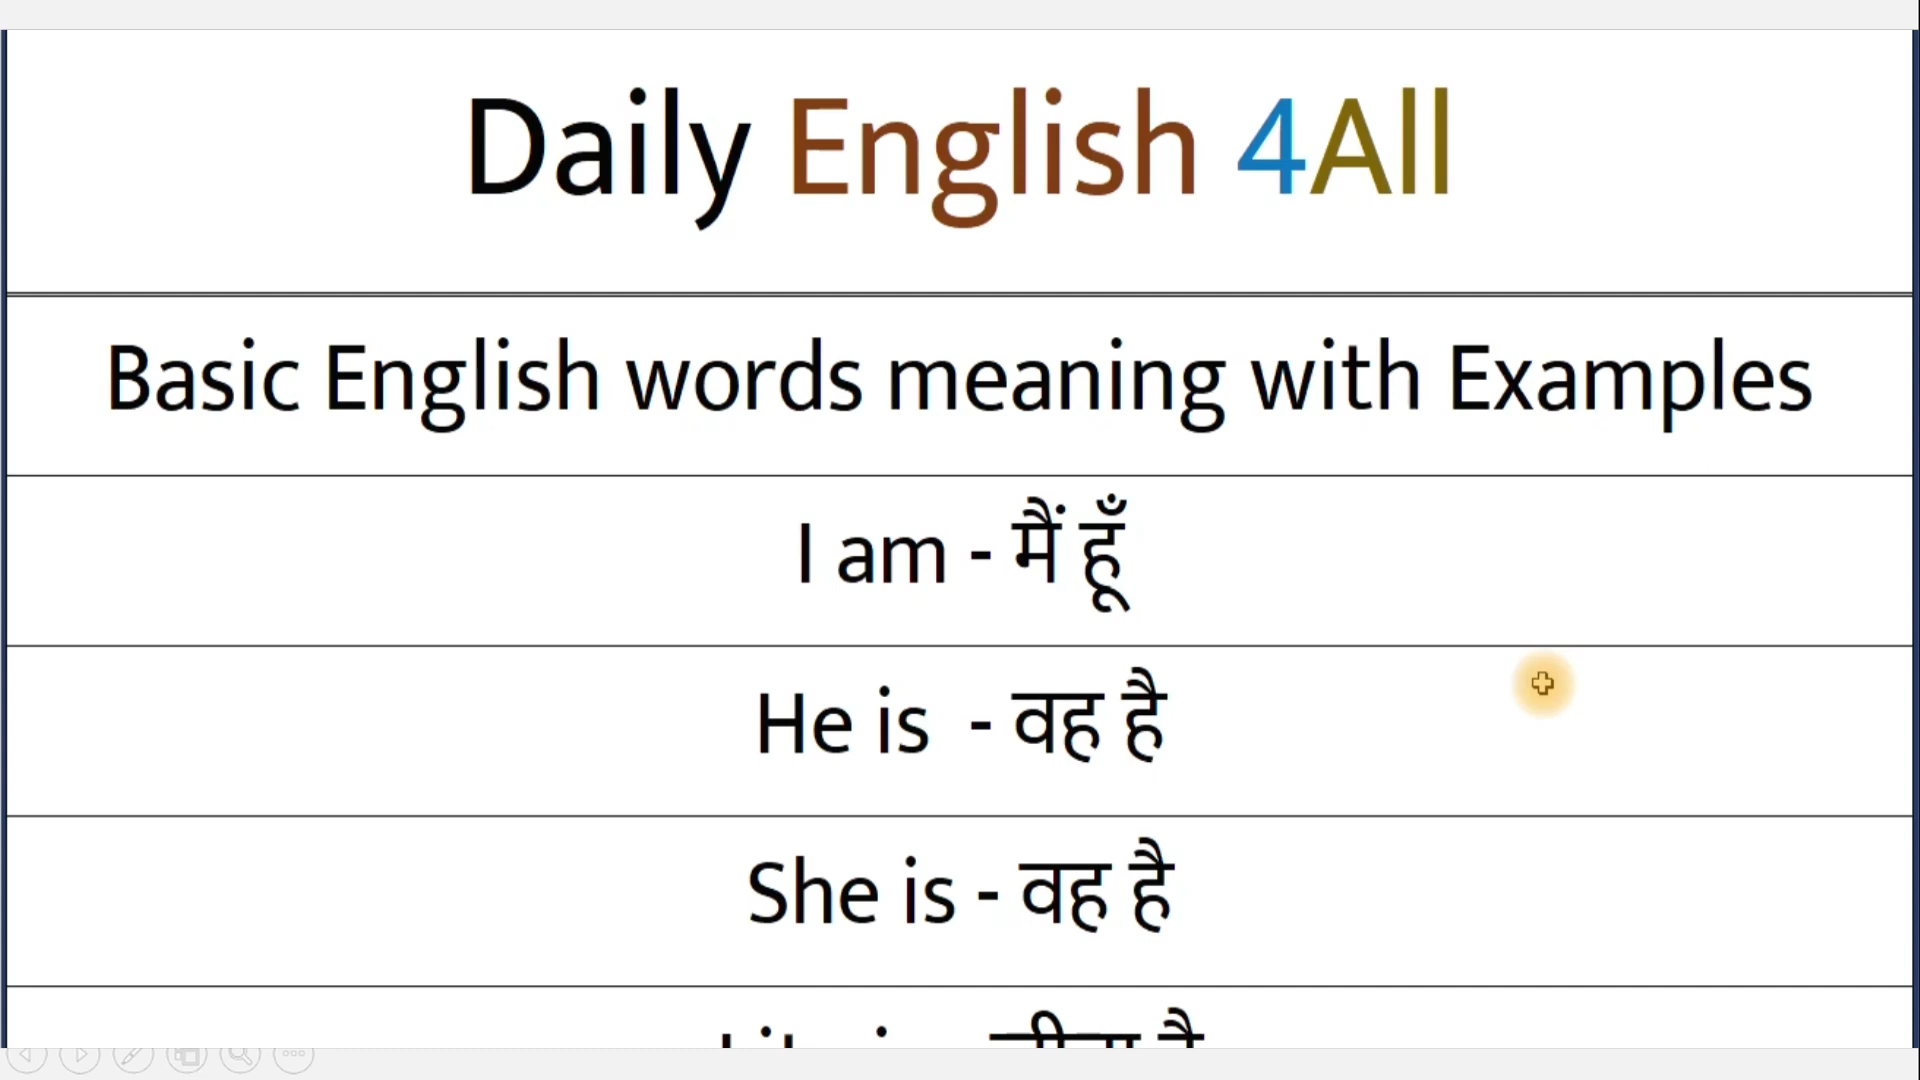 Daily English 4All
Basic English words meaning with Examples
I am - मैं हूँ
He is - वह है
She is - वह है